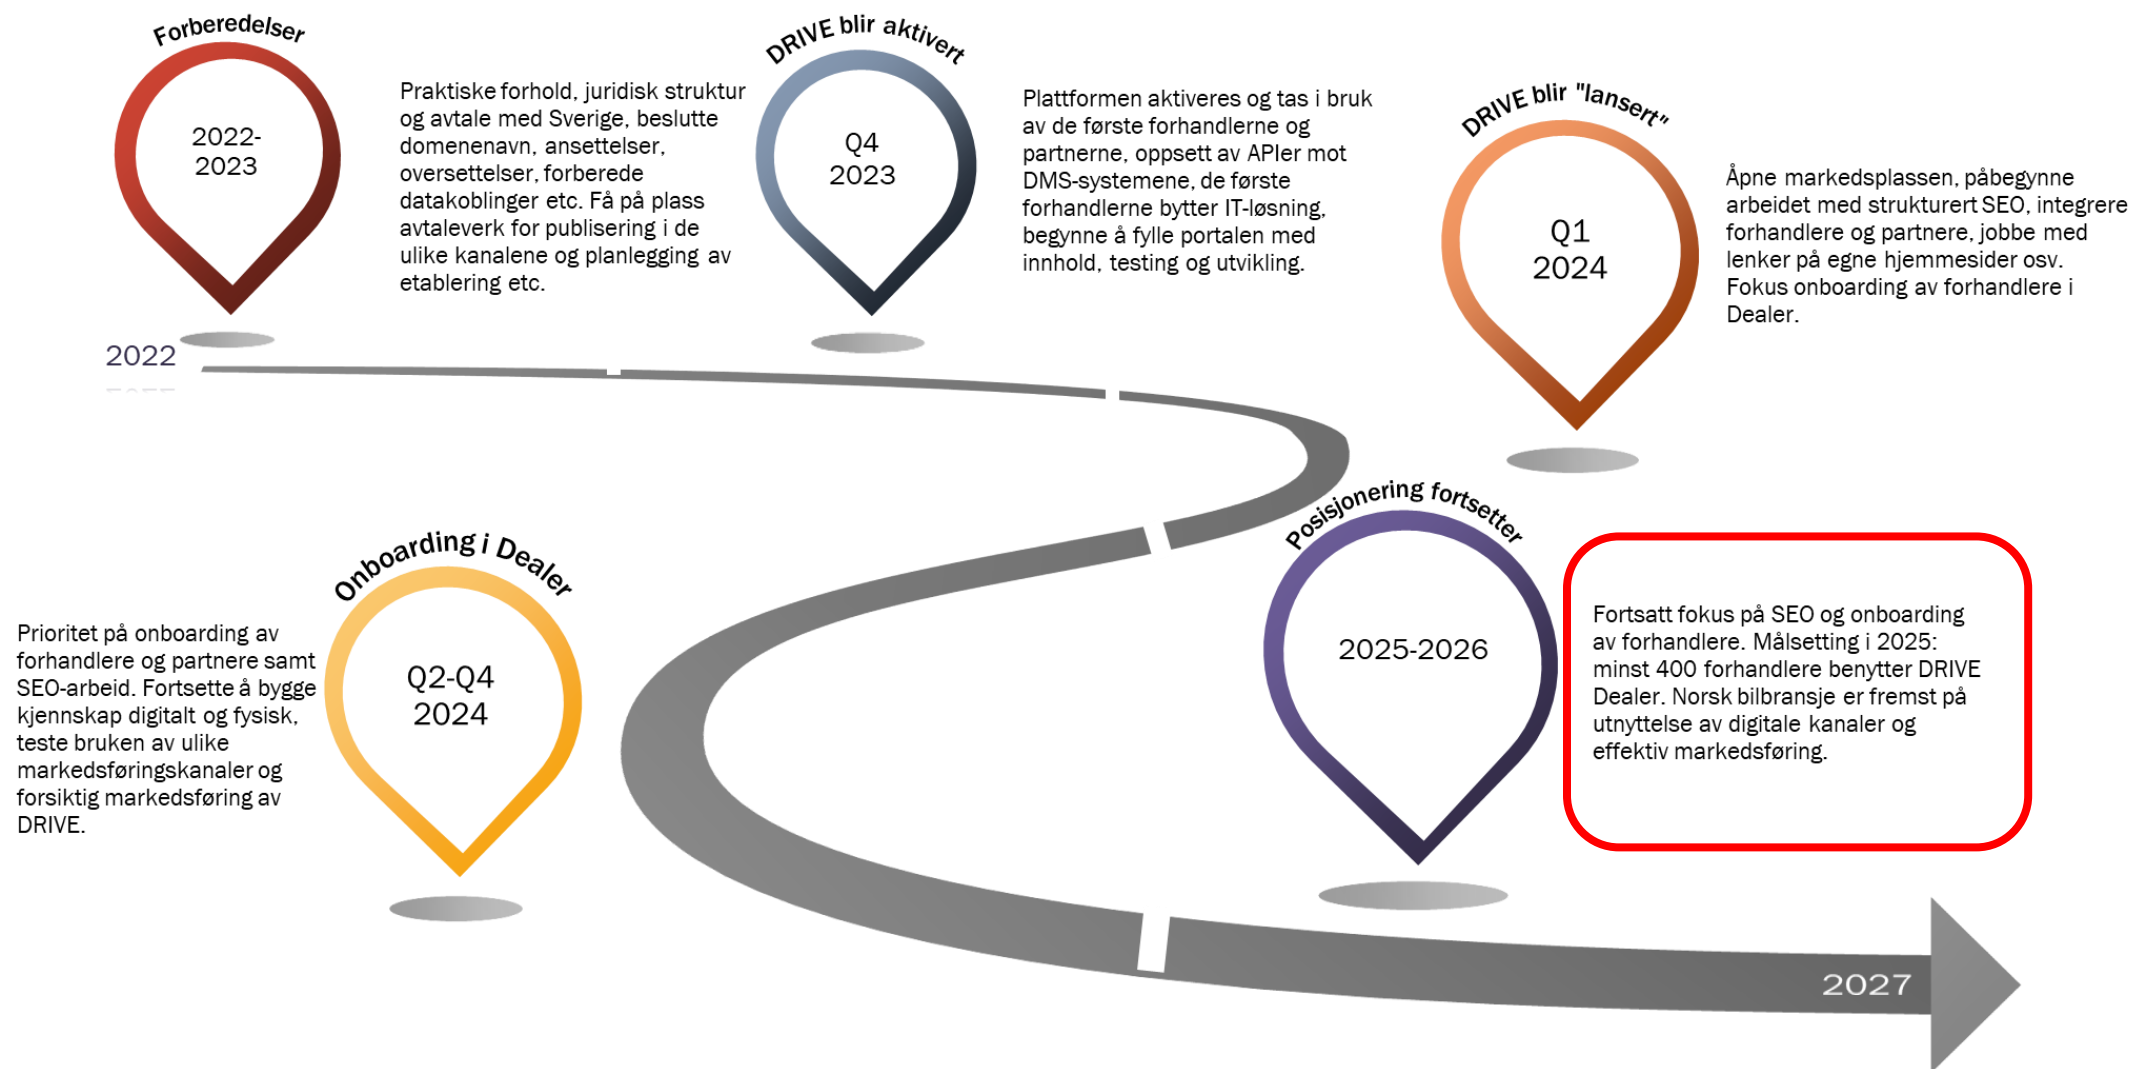 Forberedelser
2022-
2023
Praktiske forhold, juridisk struktur
og avtale med Sverige, beslutte
domenenavn, ansettelser,
oversettelser, forberede
datakoblinger etc. Få på plass
avtaleverk for publisering i de
ulike kanalene og planlegging av
etablering etc.
DRIVE blir aktivert
Q4
2023
Plattformen aktiveres og tas i bruk
av de første forhandlerne og
partnerne, oppsett av APIer mot
DMS-systemene, de første
forhandlerne bytter IT-løsning,
begynne å fylle portalen med
innhold, testing og utvikling.
DRIVE blir "lansert"
Q1
2024
Åpne markedsplassen, påbegynne
arbeidet med strukturert SEO, integrere
forhandlere og partnere, jobbe med
lenker på egne hjemmesider osv.
Fokus onboarding av forhandlere i
Dealer.
2022
Onboarding i Dealer
Q2-Q4
2024
Prioritet på onboarding av
forhandlere og partnere samt
SEO-arbeid. Fortsette å bygge
kjennskap digitalt og fysisk,
teste bruken av ulike
markedsføringskanaler og
forsiktig markedsføring av
DRIVE.
Posisjonering fortsetter
2025-2026
Fortsatt fokus på SEO og onboarding
av forhandlere. Målsetting i 2025:
minst 400 forhandlere benytter DRIVE
Dealer. Norsk bilbransje er fremst på
utnyttelse av digitale kanaler og
effektiv markedsføring.
2027